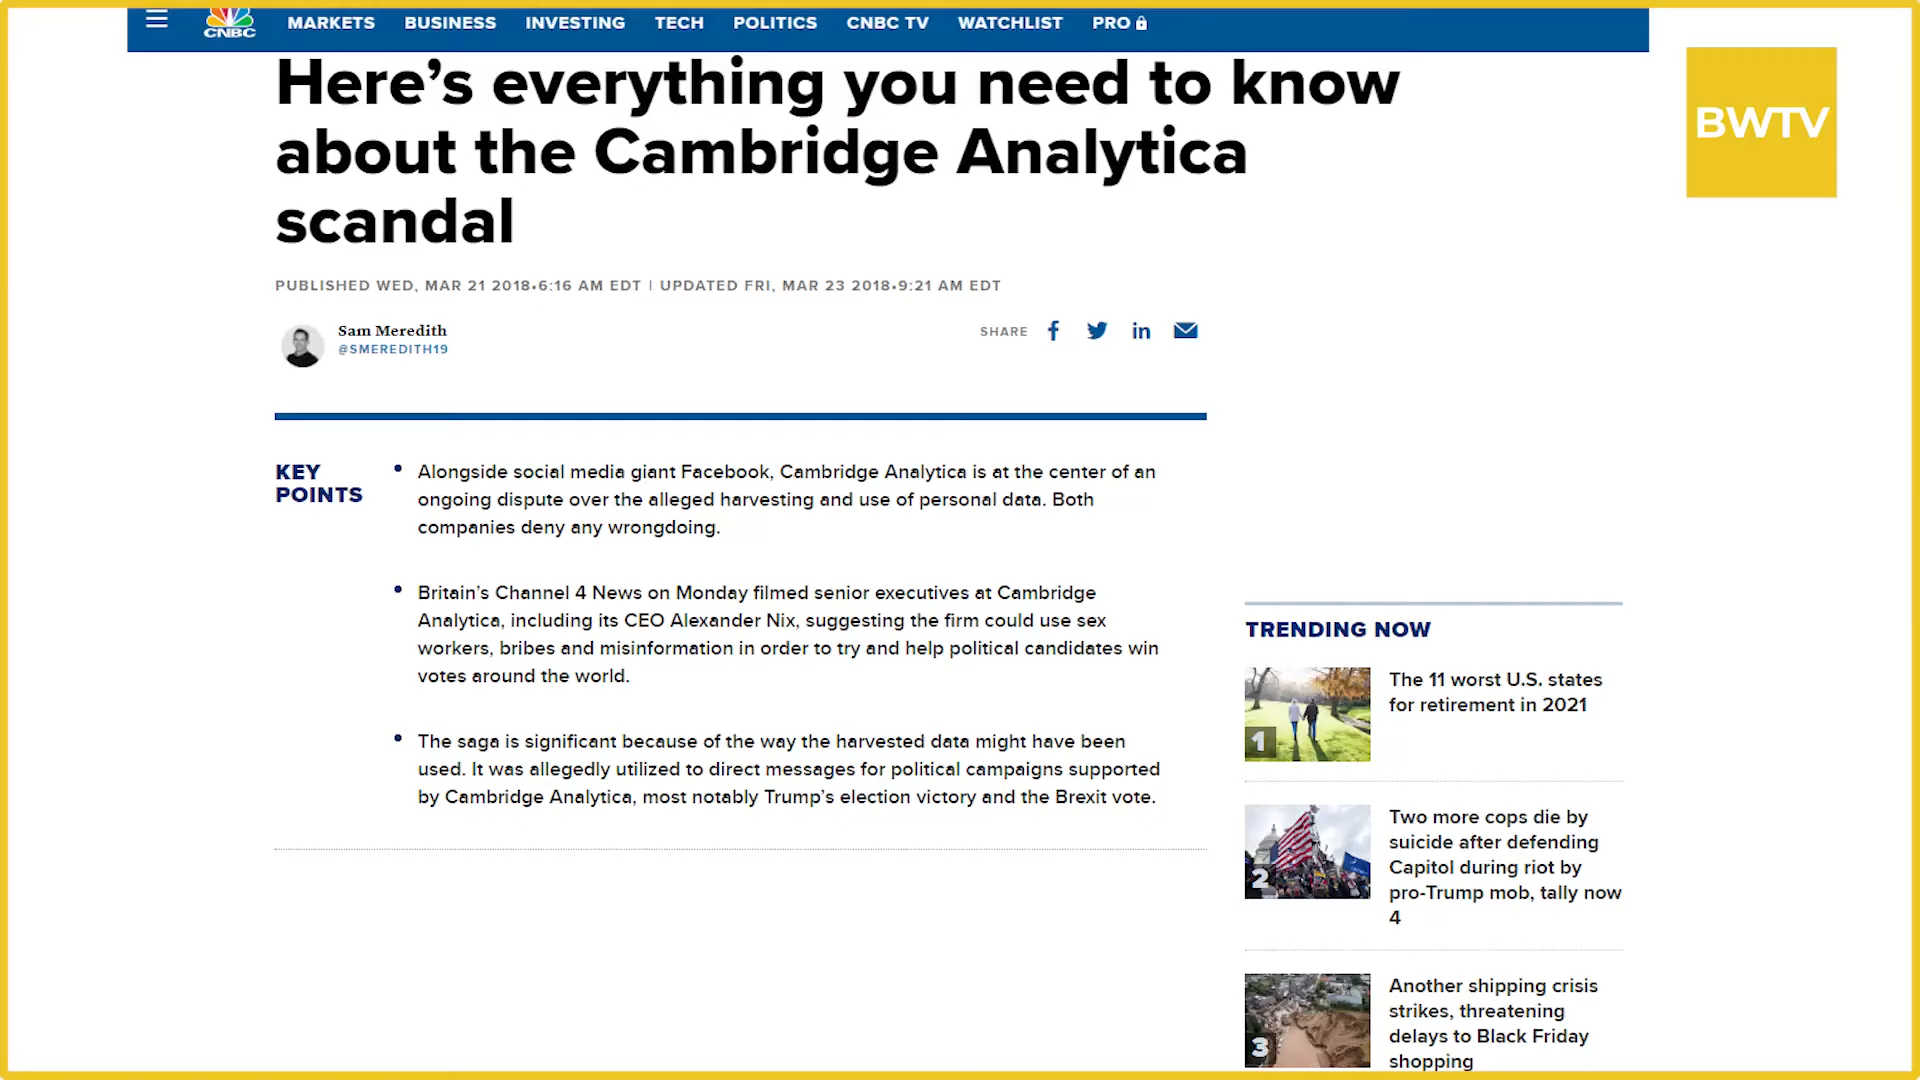 CNBC
MARKETS BUSINESS INVESTING TECH POLITICS CNBC TV WATCHLIST PRO
BWTV
Here’s everything you need to know
about the Cambridge Analytica
scandal
PUBLISHED WED, MAR 21 2018•6:16 AM EDT | UPDATED FRI, MAR 23 2018•9:21 AM EDT
Sam Meredith
@SMEREDITH19
SHARE
KEY
POINTS
• Alongside social media giant Facebook, Cambridge Analytica is at the center of an
ongoing dispute over the alleged harvesting and use of personal data. Both
companies deny any wrongdoing.
• Britain’s Channel 4 News on Monday filmed senior executives at Cambridge
Analytica, including its CEO Alexander Nix, suggesting the firm could use sex
workers, bribes and misinformation in order to try and help political candidates win
votes around the world.
• The saga is significant because of the way the harvested data might have been
used. It was allegedly utilized to direct messages for political campaigns supported
by Cambridge Analytica, most notably Trump’s election victory and the Brexit vote.
TRENDING NOW
1
The 11 worst U.S. states
for retirement in 2021
2
Two more cops die by
suicide after defending
Capitol during riot by
pro-Trump mob, tally now
4
3
Another shipping crisis
strikes, threatening
delays to Black Friday
shopping